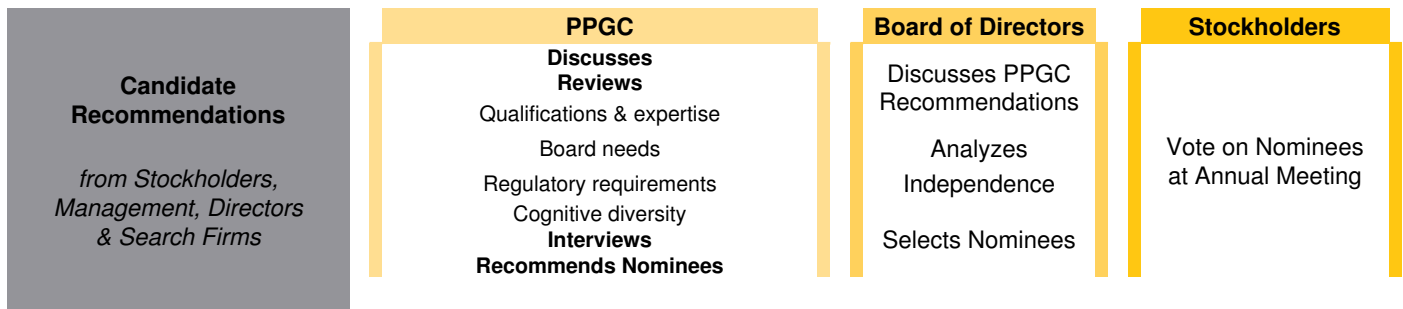 Candidate
Recommendations
from Stockholders,
Management, Directors
& Search Firms
PPGC
Discusses
Reviews
Qualifications & expertise
Board needs
Regulatory requirements
Cognitive diversity
Interviews
Recommends Nominees
Board of Directors
Discusses PPGC
Recommendations
Analyzes
Independence
Selects Nominees
Stockholders
Vote on Nominees
at Annual Meeting